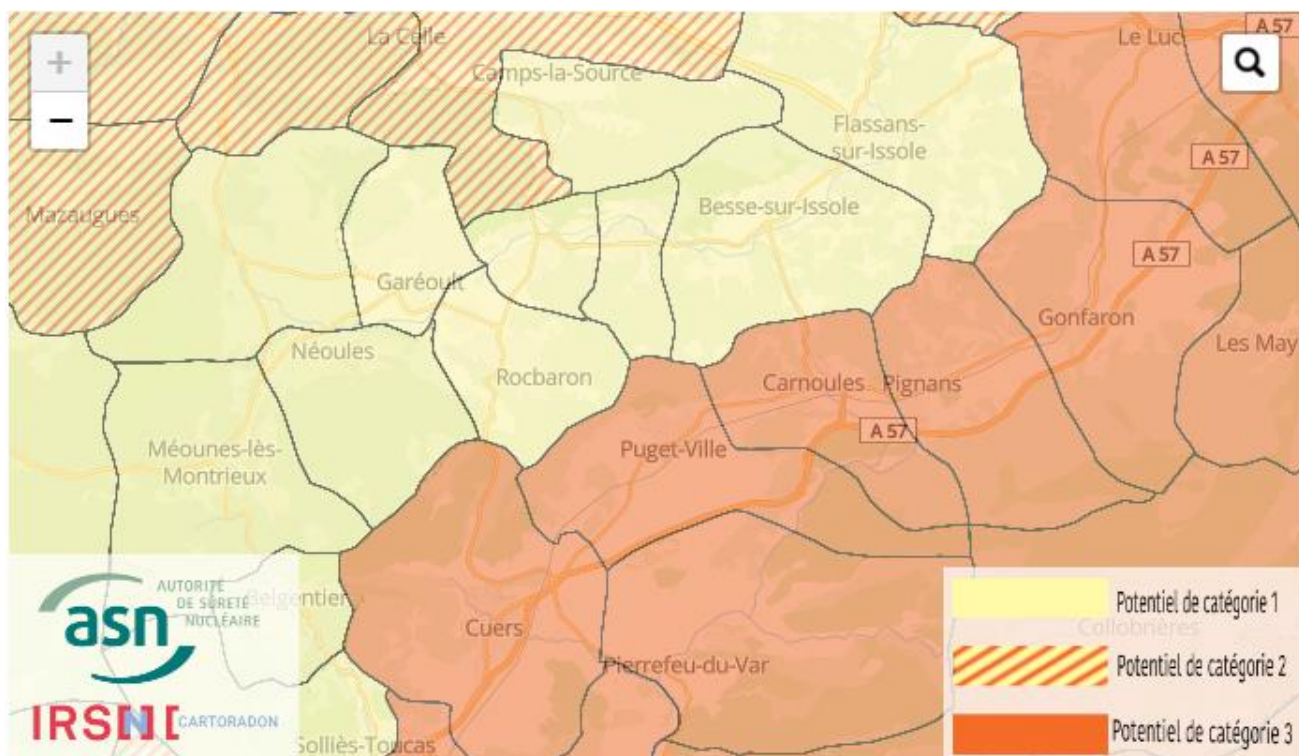 +
−
La Celle
Camps-la-Source
Le Luc
A 57
Flassans-
sur-Issole
A 57
Mazaugues
Besse-sur-Issole
A 57
Garéoult
Gonfaron
Néoules
Les May
Rocbaron
Carnoules
Pignans
A 57
Puget-Ville
Méounes-lès-
Montrieux
asn
AUTORITÉ
DE SÛRETÉ
NUCLÉAIRE
Belgentier
Cuers
Pierrefeu-du-Var
IRSN
CARTORADON
Solliès-Toucas
Potentiel de catégorie 1
Collobrières
Potentiel de catégorie 2
Potentiel de catégorie 3